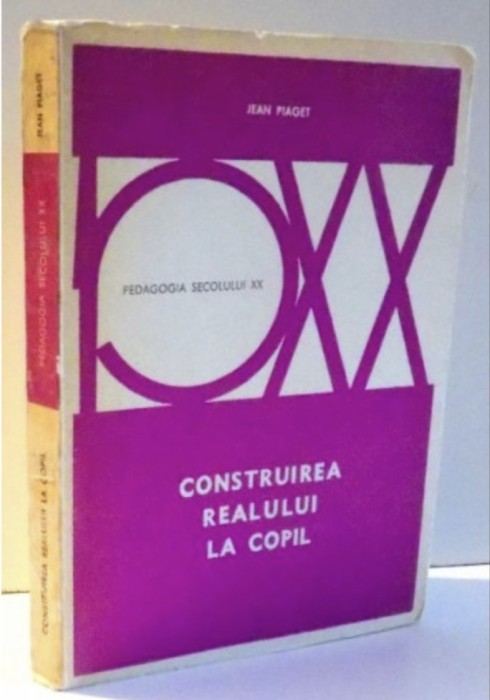 JEAN PIAGET
PEDAGOGIA SECOLULUI XX
CONSTRUIREA
REALULUI
LA COPIL
JEAN PIAGET
PEDAGOGIA SECOLULUI XX
CONSTRUIREA REALULUI LA COPIL